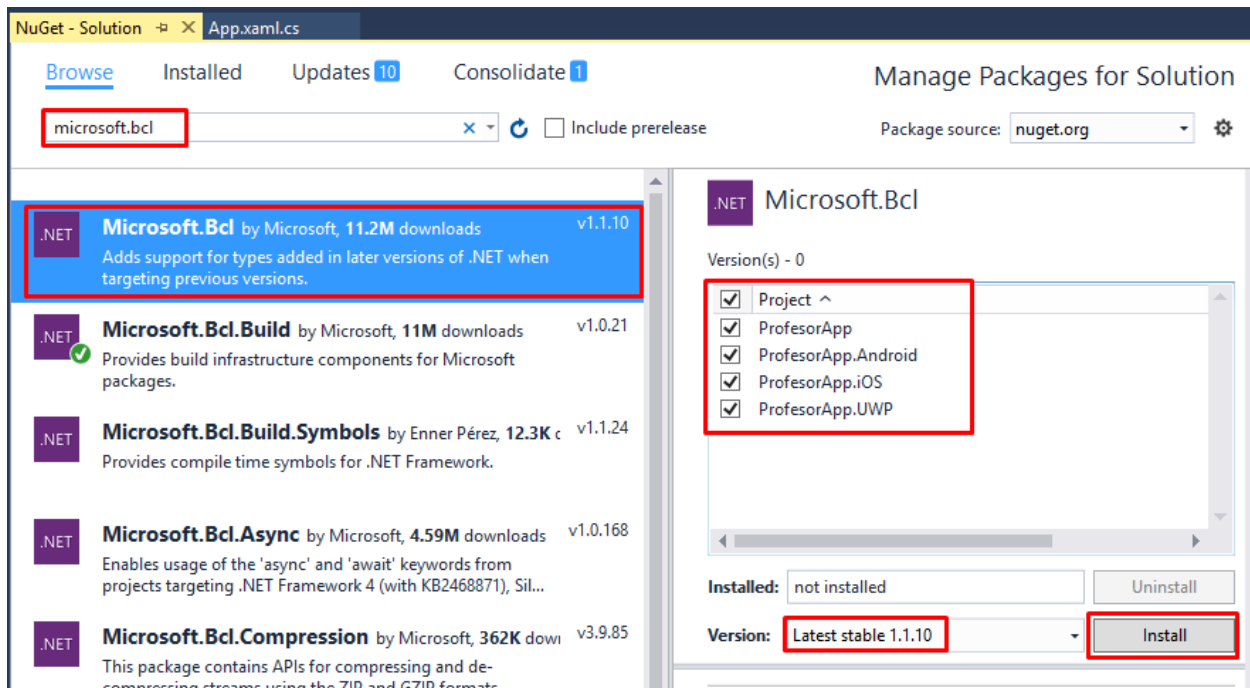 NuGet - Solution
App.xaml.cs
Browse Installed Updates 10 Consolidate 1
Manage Packages for Solution
microsoft.bcl
Include prerelease
Package source: nuget.org
.NET
Microsoft.Bcl by Microsoft, 11.2M downloads v1.1.10
Adds support for types added in later versions of .NET when
targeting previous versions.
.NET
Microsoft.Bcl.Build by Microsoft, 11M downloads v1.0.21
Provides build infrastructure components for Microsoft
packages.
.NET
Microsoft.Bcl.Build.Symbols by Enner Pérez, 12.3K v1.1.24
Provides compile time symbols for .NET Framework.
.NET
Microsoft.Bcl.Async by Microsoft, 4.59M downloads v1.0.168
Enables usage of the 'async' and 'await' keywords from
projects targeting .NET Framework 4 (with KB2468871), Sil...
.NET
Microsoft.Bcl.Compression by Microsoft, 362K v3.9.85
This package contains APIs for compressing and de-
compressing streams using the ZIP and GZIP formats
.NET
Microsoft.Bcl
Version(s) - 0
Project
ProfesorApp
ProfesorApp.Android
ProfesorApp.iOS
ProfesorApp.UWP
Installed: not installed
Uninstall
Version: Latest stable 1.1.10
Install